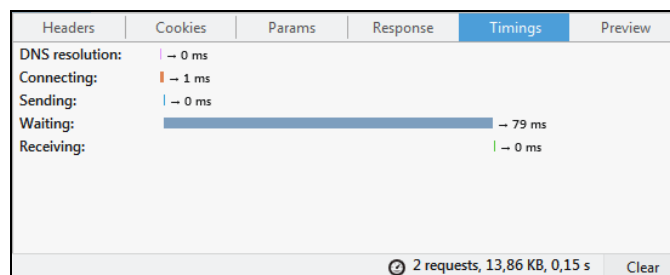 Headers Cookies Params Response Timings Preview
DNS resolution: → 0 ms
Connecting: → 1 ms
Sending: → 0 ms
Waiting: → 79 ms
Receiving: → 0 ms
2 requests, 13,86 KB, 0,15 s Clear